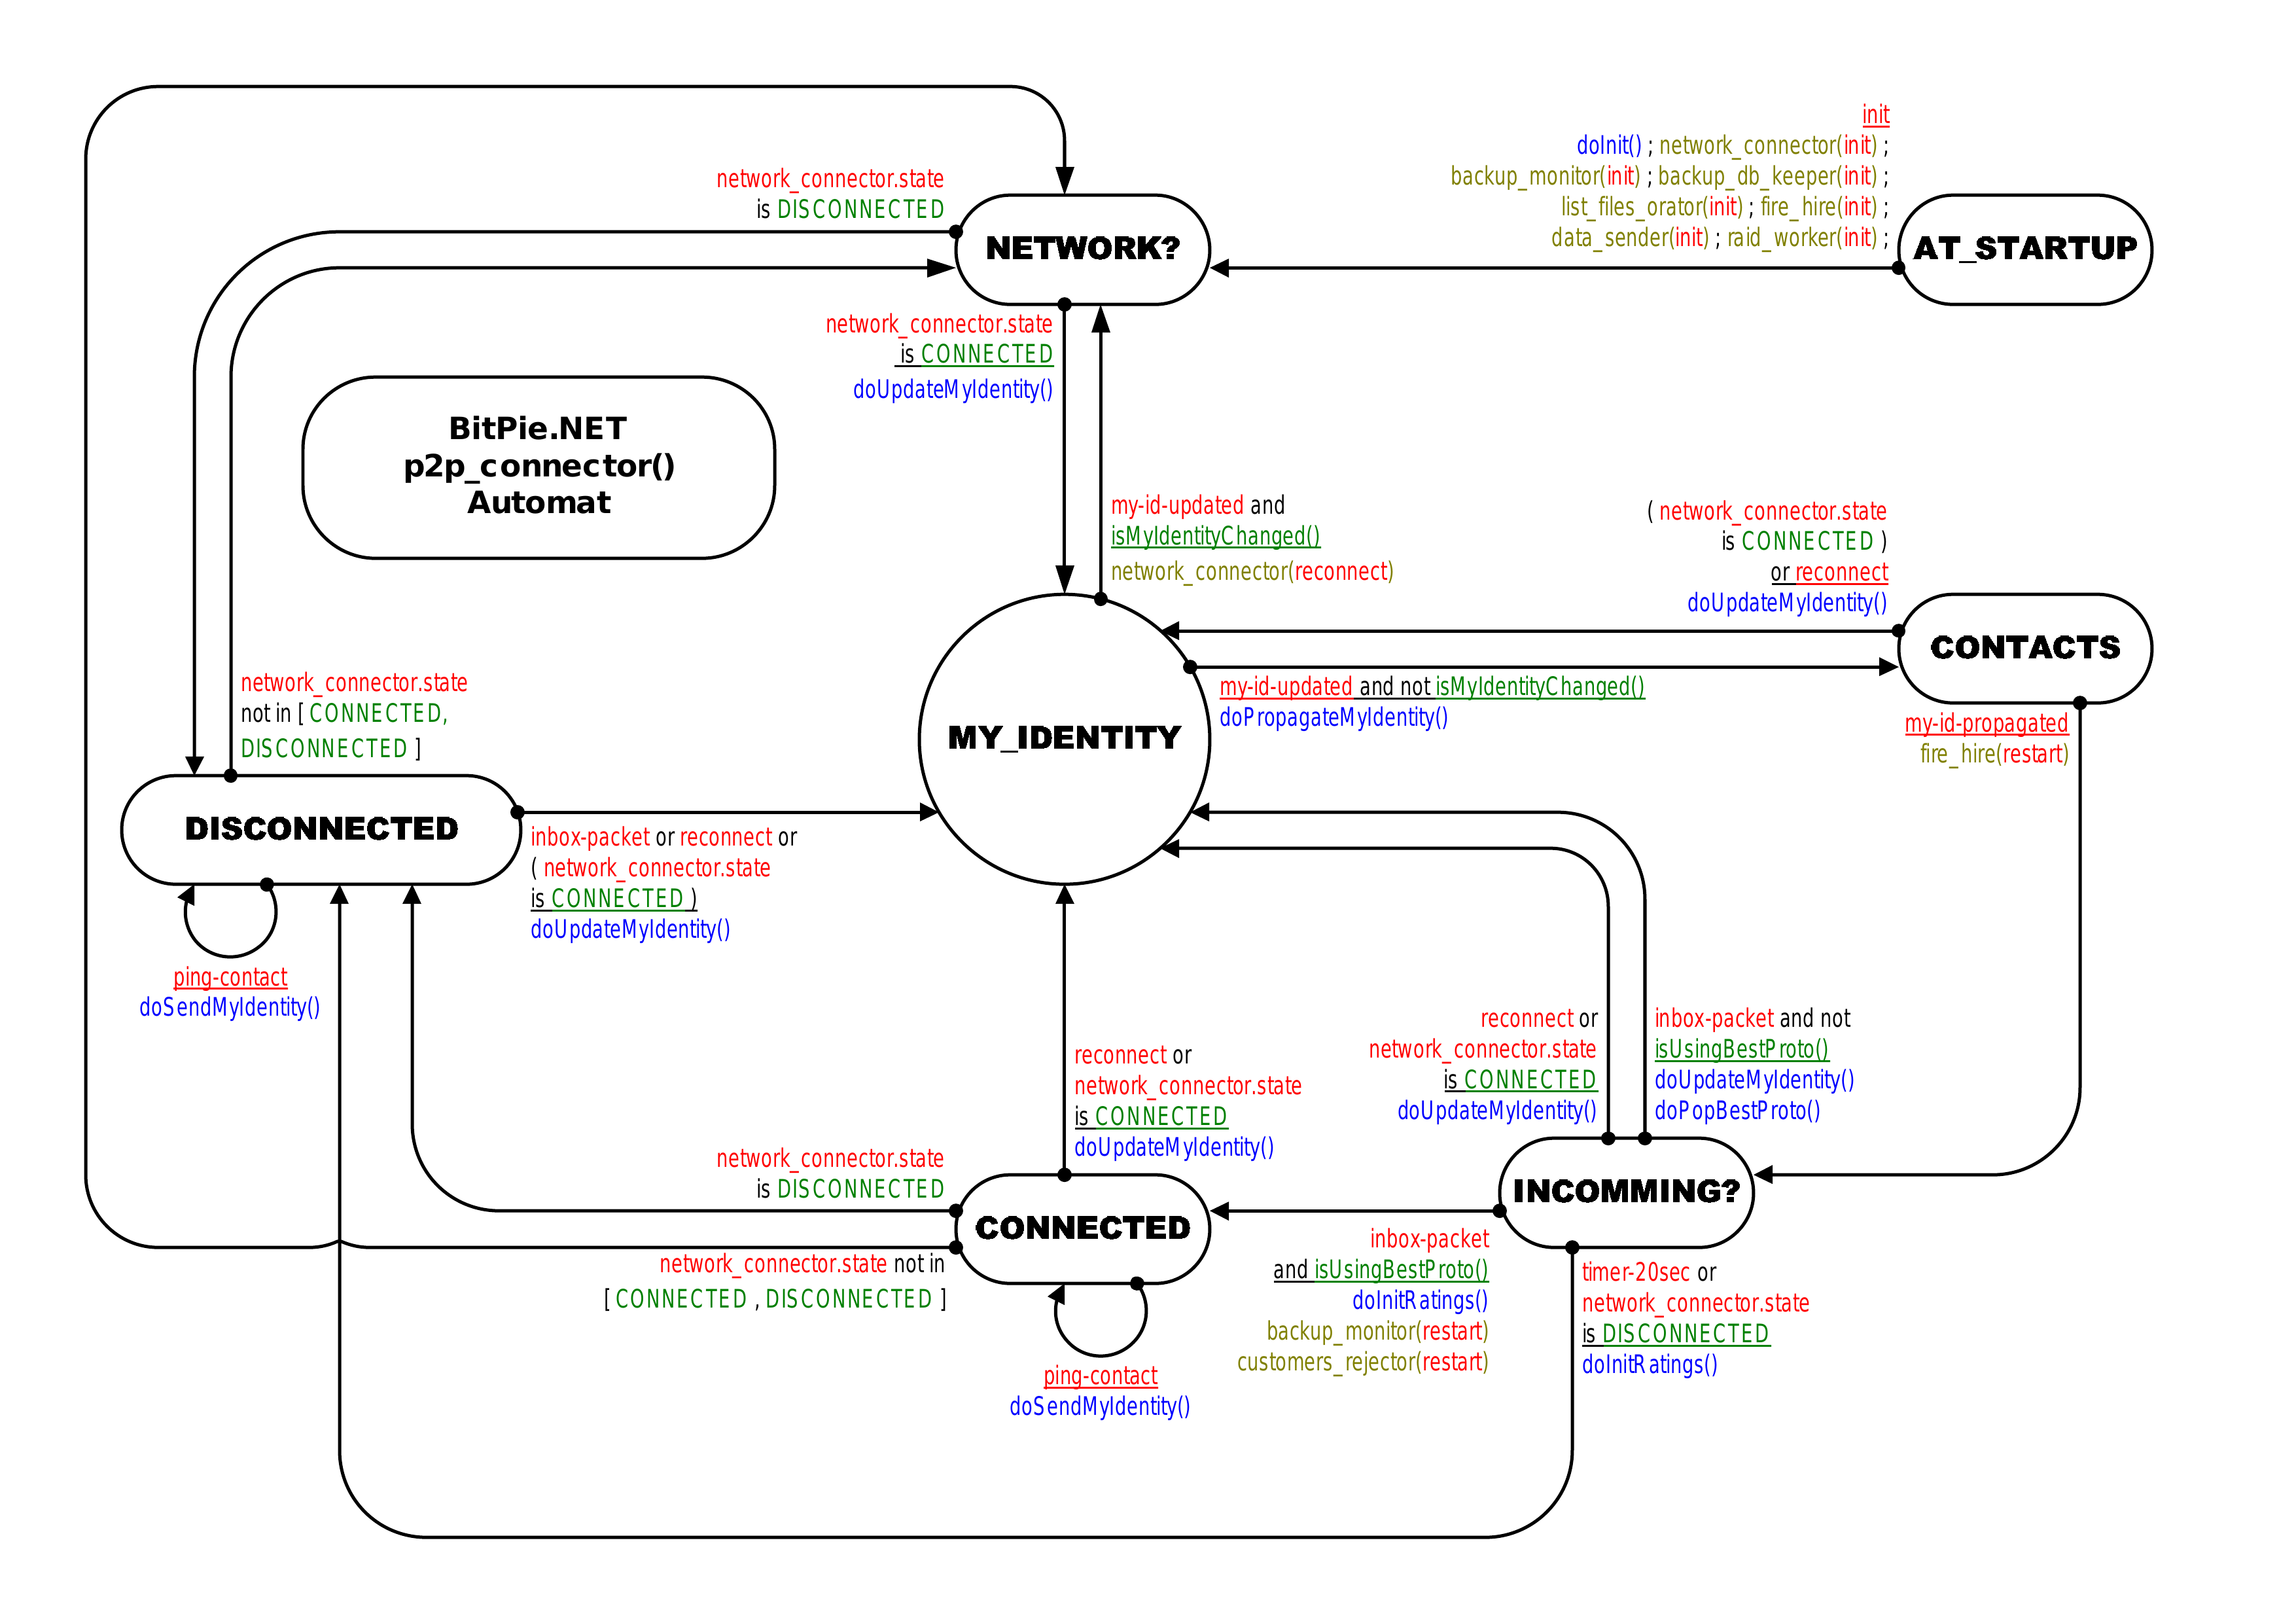 init
doInit() ; network_connector(init) ;
backup_monitor(init) ; backup_db_keeper(init) ;
list_files_orator(init) ; fire_hire(init) ;
data_sender(init) ; raid_worker(init) ;
AT_STARTUP
network_connector.state
is DISCONNECTED
NETWORK?
network_connector.state
is CONNECTED
doUpdateMyIdentity()
BitPie.NET
p2p_connector()
Automat
my-id-updated and
isMyIdentityChanged()
network_connector(reconnect)
( network_connector.state
is CONNECTED )
or reconnect
doUpdateMyIdentity()
CONTACTS
my-id-updated and not isMyIdentityChanged()
doPropagateMyIdentity()
MY_IDENTITY
my-id-propagated
fire_hire(restart)
network_connector.state
not in [ CONNECTED,
DISCONNECTED ]
DISCONNECTED
inbox-packet or reconnect or
( network_connector.state
is CONNECTED )
doUpdateMyIdentity()
ping-contact
doSendMyIdentity()
reconnect or
network_connector.state
is CONNECTED
doUpdateMyIdentity()
reconnect or
network_connector.state
is CONNECTED
doUpdateMyIdentity()
inbox-packet and not
isUsingBestProto()
doUpdateMyIdentity()
doPopBestProto()
network_connector.state
is DISCONNECTED
CONNECTED
INCOMMING?
network_connector.state not in
[ CONNECTED , DISCONNECTED ]
inbox-packet
and isUsingBestProto()
doInitRatings()
backup_monitor(restart)
customers_rejector(restart)
timer-20sec or
network_connector.state
is DISCONNECTED
doInitRatings()
ping-contact
doSendMyIdentity()